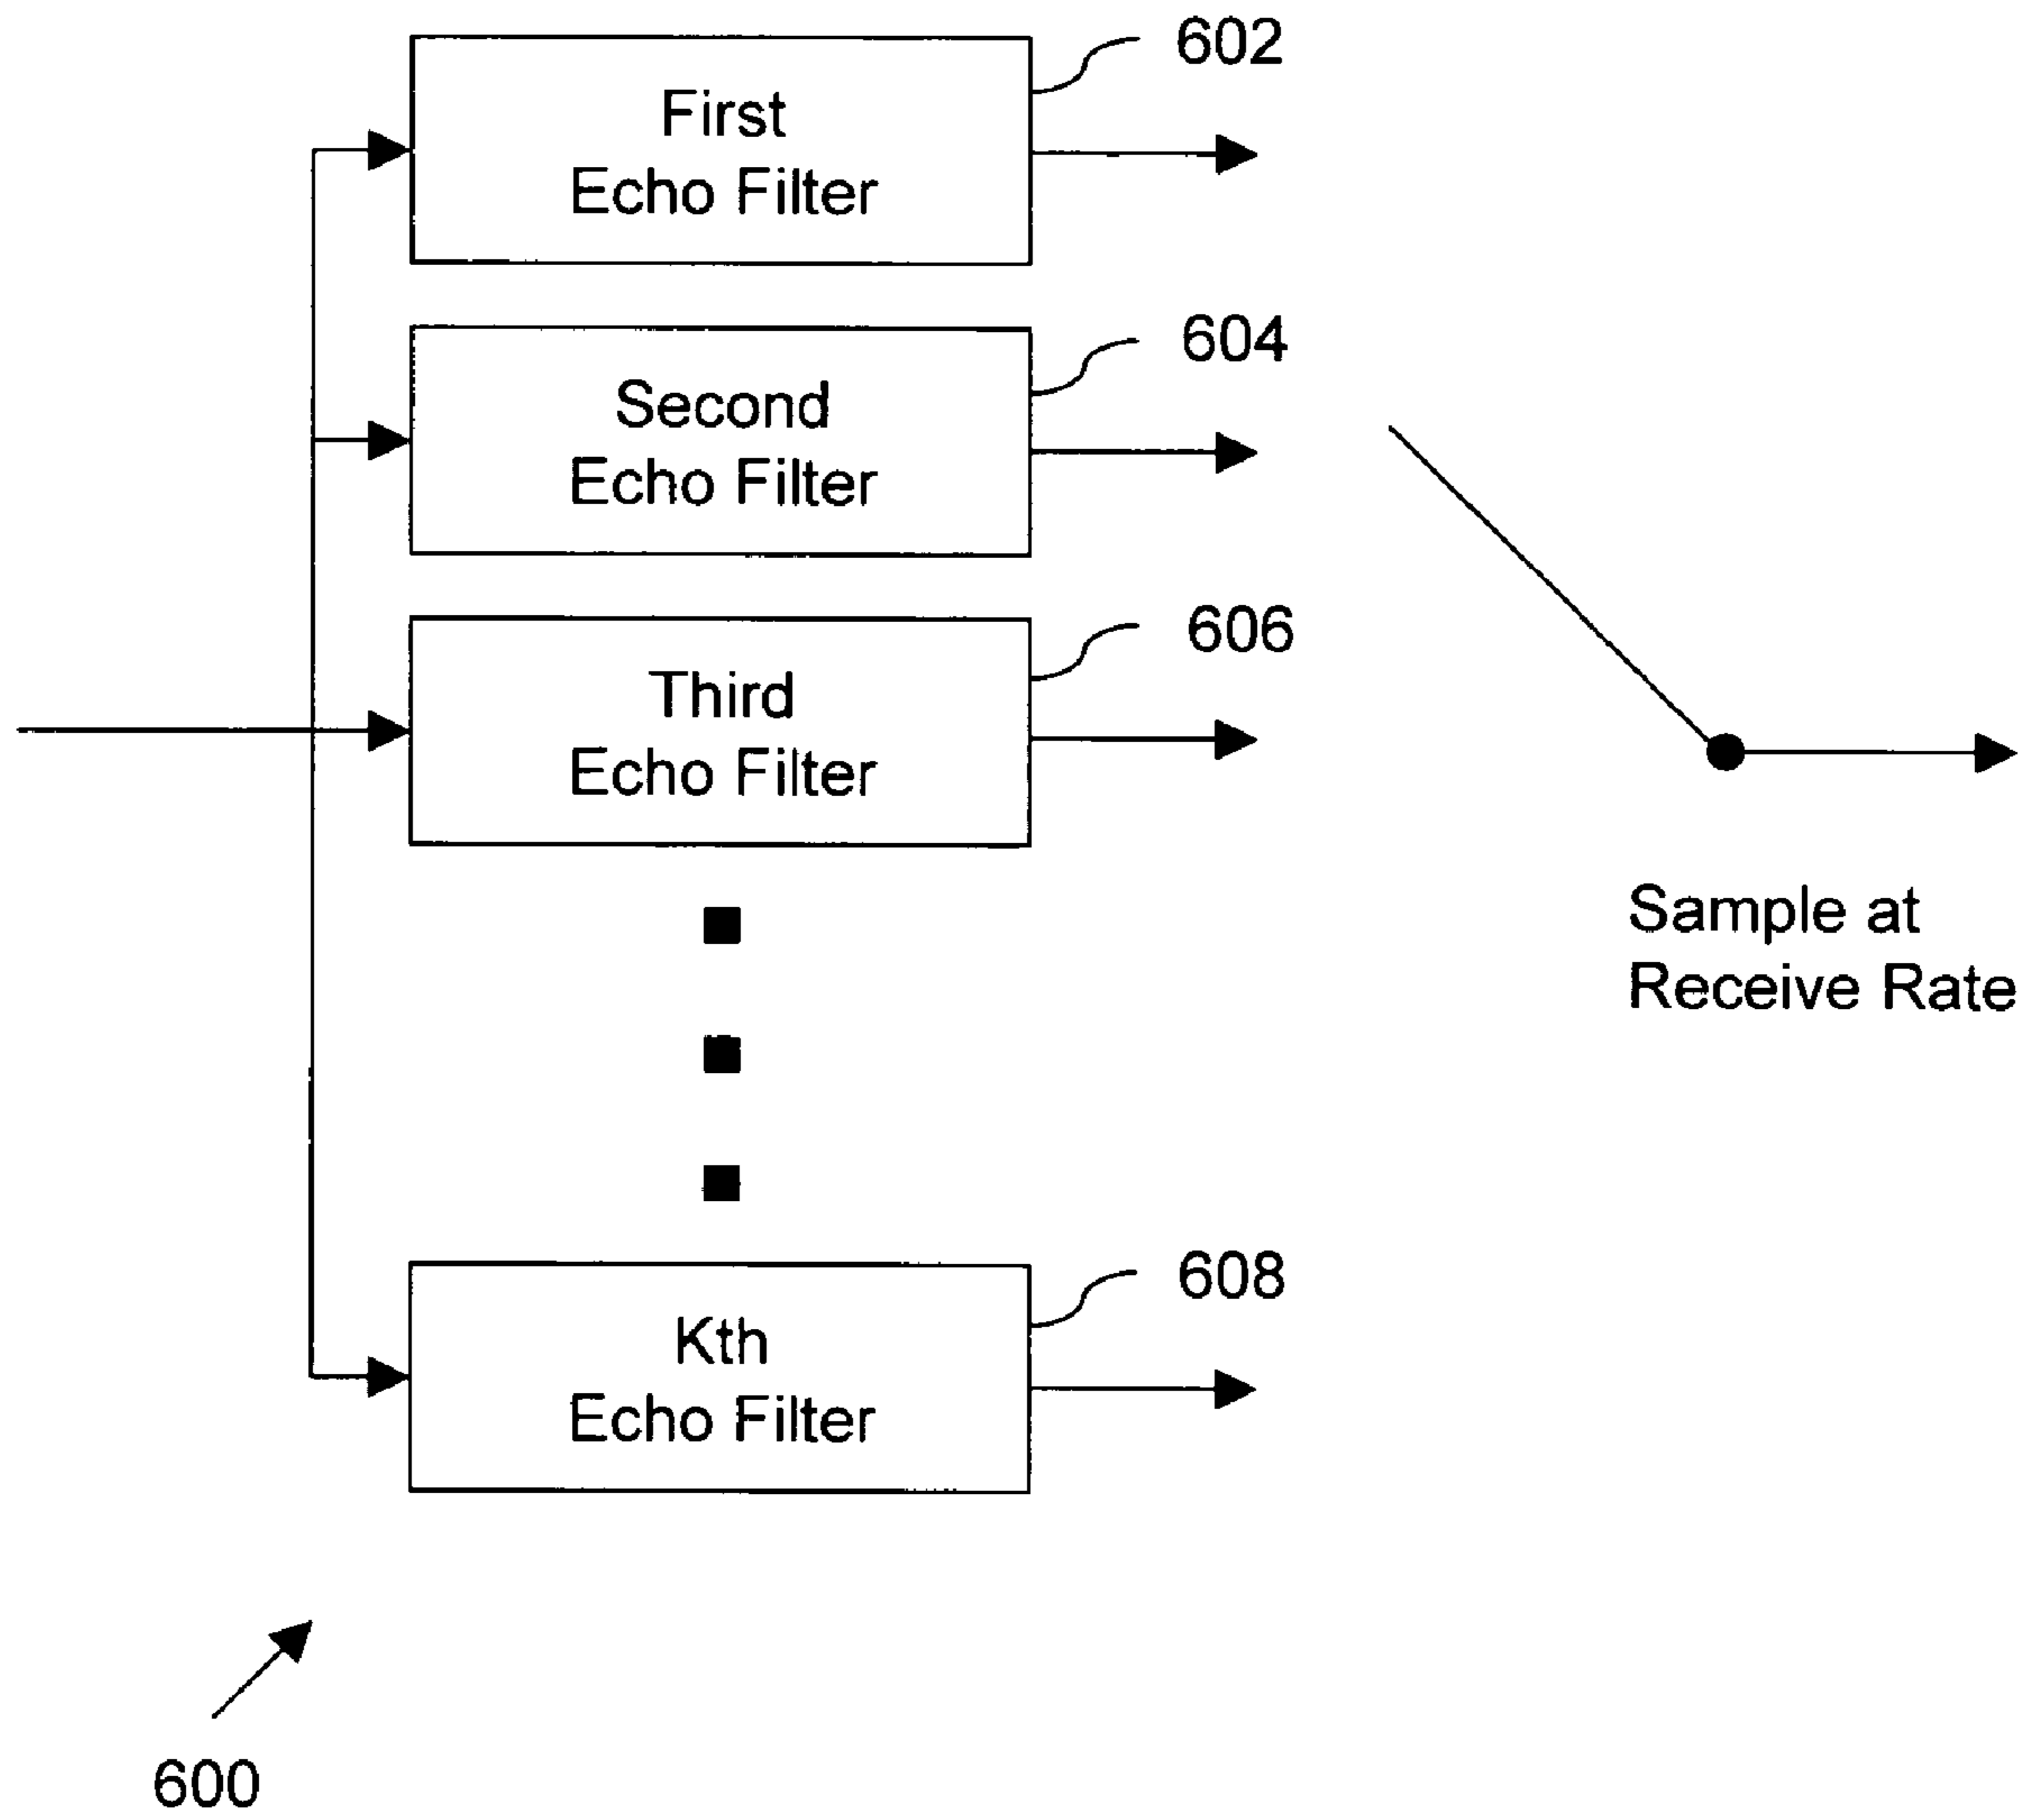 602
First
Echo Filter
604
Second
Echo Filter
606
Third
Echo Filter
Sample at
Receive Rate
608
Kth
Echo Filter
600